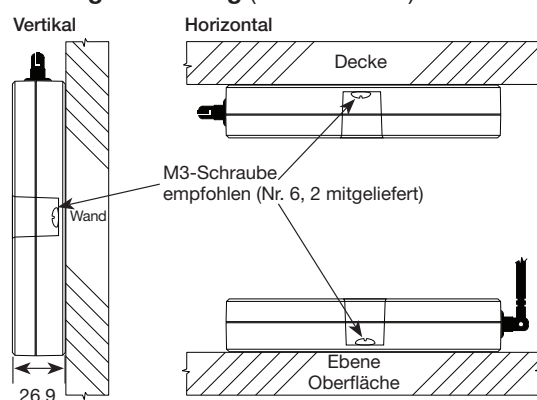 Vertikal
Horizontal
Decke
M3-Schraube
empfohlen (Nr. 6, 2 mitgeliefert)
Wand
Ebene
Oberfläche
26.9